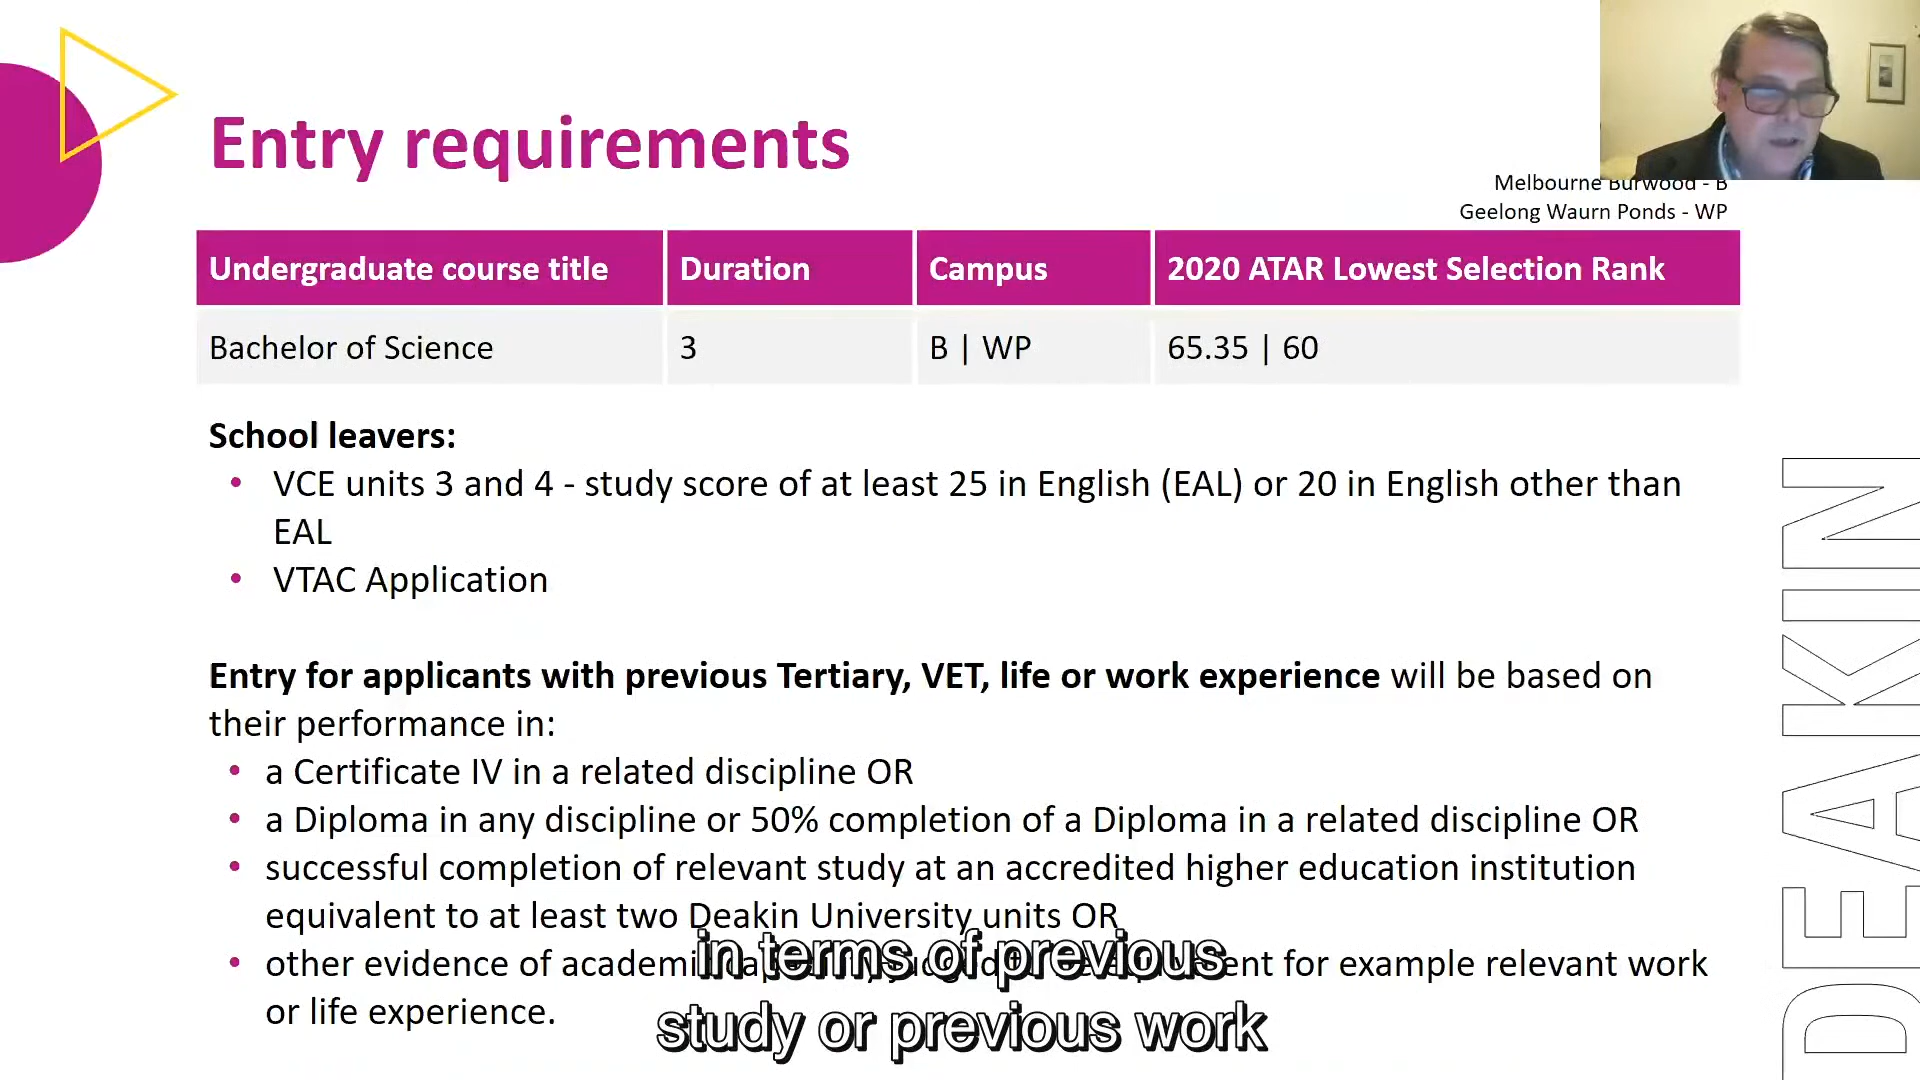 Entry requirements
Melbourne Burwood - B
Geelong Waurn Ponds - WP
Undergraduate course title Duration Campus 2020 ATAR Lowest Selection Rank
Bachelor of Science 3 B | WP 65.35 | 60
School leavers:
• VCE units 3 and 4 - study score of at least 25 in English (EAL) or 20 in English other than
EAL
• VTAC Application
Entry for applicants with previous Tertiary, VET, life or work experience will be based on
their performance in:
• a Certificate IV in a related discipline OR
• a Diploma in any discipline or 50% completion of a Diploma in a related discipline OR
• successful completion of relevant study at an accredited higher education institution
equivalent to at least two Deakin University units OR
• other evidence of for example relevant work
or life experience.
in terms of previous
study or previous work
DEAKIN